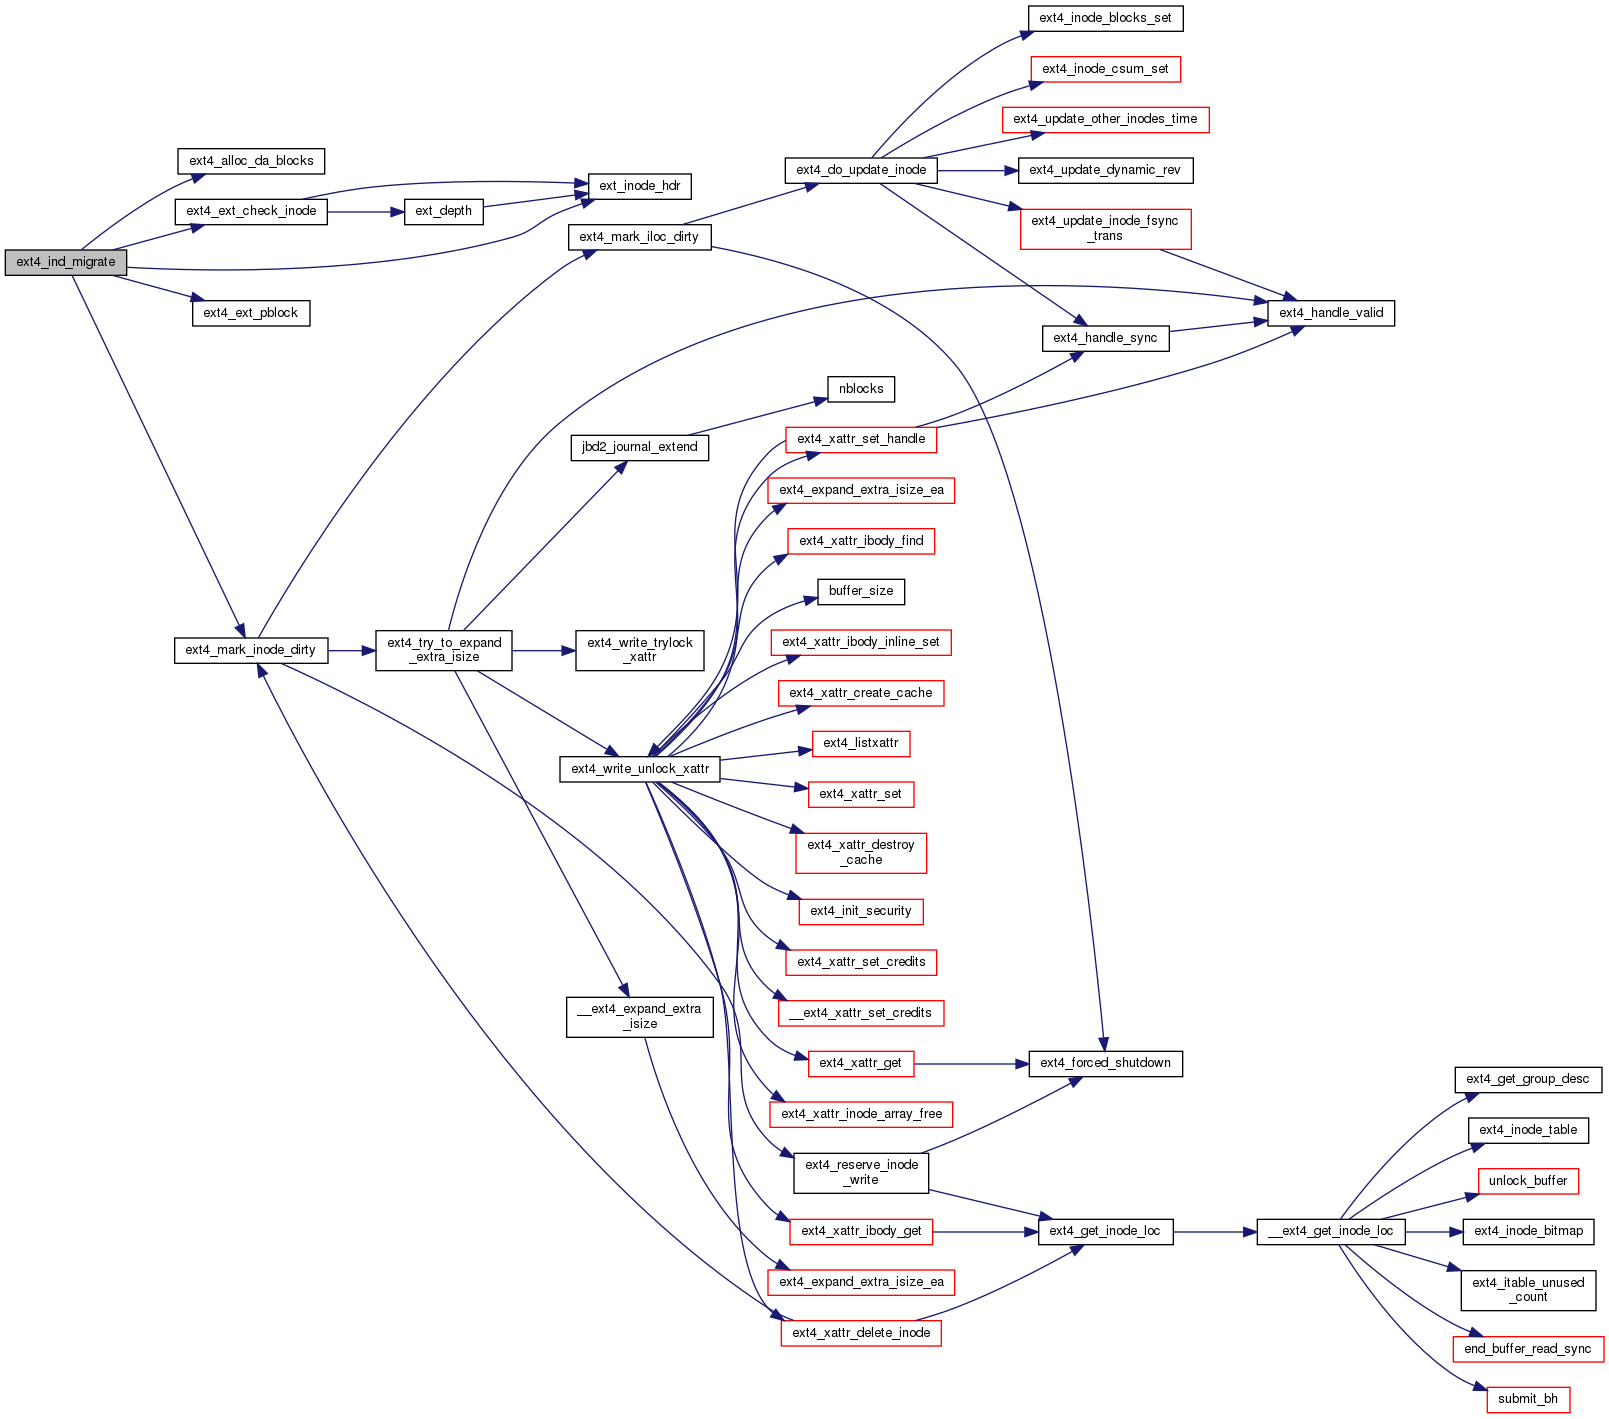 ext4_ind_migrate
ext4_alloc_da_blocks
ext4_ext_check_inode
ext4_ext_pblock
ext4_mark_inode_dirty
ext_depth
ext4_try_to_expand
_extra_isize
ext_inode_hdr
ext4_mark_iloc_dirty
jbd2_journal_extend
ext4_write_trylock
_xattr
ext4_write_unlock_xattr
__ext4_expand_extra
_isize
ext4_do_update_inode
nblocks
ext4_xattr_set_handle
ext4_expand_extra_isize_ea
ext4_xattr_ibody_find
buffer_size
ext4_xattr_ibody_inline_set
ext4_xattr_create_cache
ext4_listxattr
ext4_xattr_set
ext4_xattr_destroy
_cache
ext4_init_security
ext4_xattr_set_credits
__ext4_xattr_set_credits
ext4_xattr_get
ext4_xattr_inode_array_free
ext4_reserve_inode
_write
ext4_xattr_ibody_get
ext4_expand_extra_isize_ea
ext4_xattr_delete_inode
ext4_inode_blocks_set
ext4_inode_csum_set
ext4_update_other_inodes_time
ext4_update_dynamic_rev
ext4_update_inode_fsync
_trans
ext4_handle_sync
ext4_forced_shutdown
ext4_get_inode_loc
ext4_handle_valid
__ext4_get_inode_loc
ext4_get_group_desc
ext4_inode_table
unlock_buffer
ext4_inode_bitmap
ext4_itable_unused
_count
end_buffer_read_sync
submit_bh